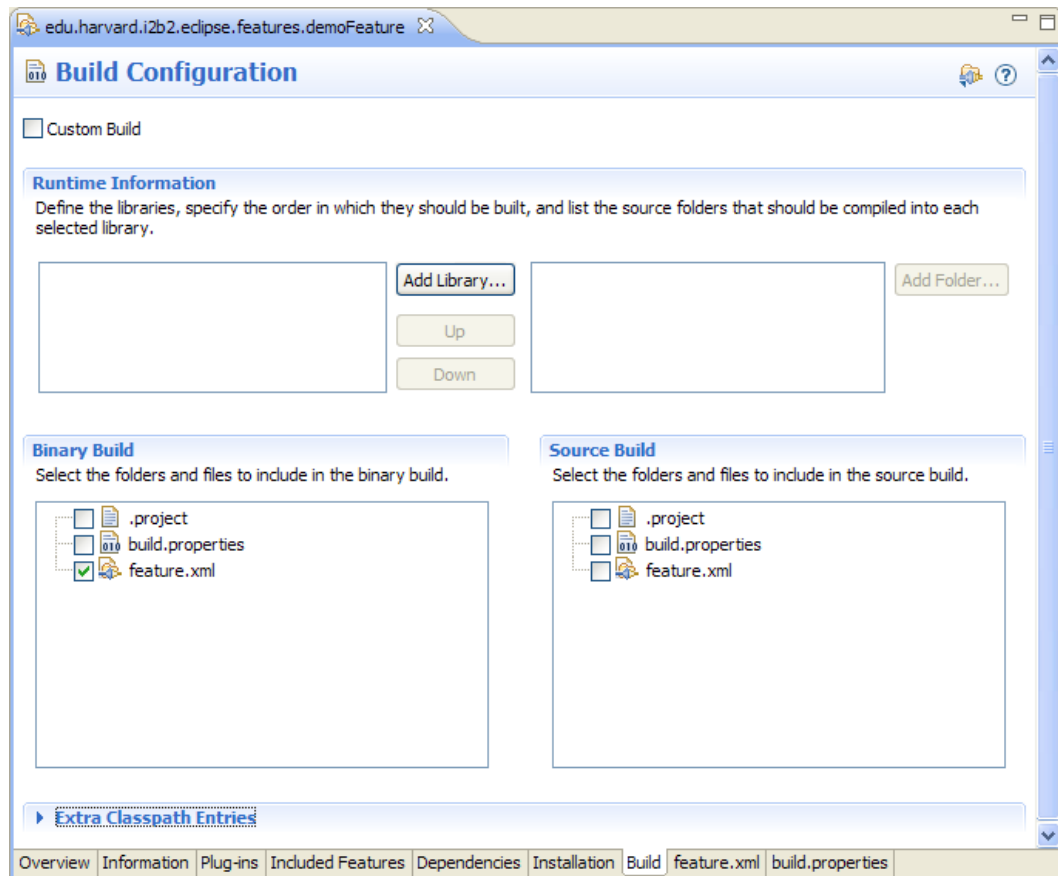 edu.harvard.i2b2.eclipse.features.demoFeature
Build Configuration
Custom Build
Runtime Information
Define the libraries, specify the order in which they should be built, and list the source folders that should be compiled into each
selected library.
Add Library...
Add Folder...
Up
Down
Binary Build
Select the folders and files to include in the binary build.
.project
build.properties
feature.xml
Source Build
Select the folders and files to include in the source build.
.project
build.properties
feature.xml
Extra Classpath Entries
Overview Information Plug-ins Included Features Dependencies Installation Build feature.xml build.properties